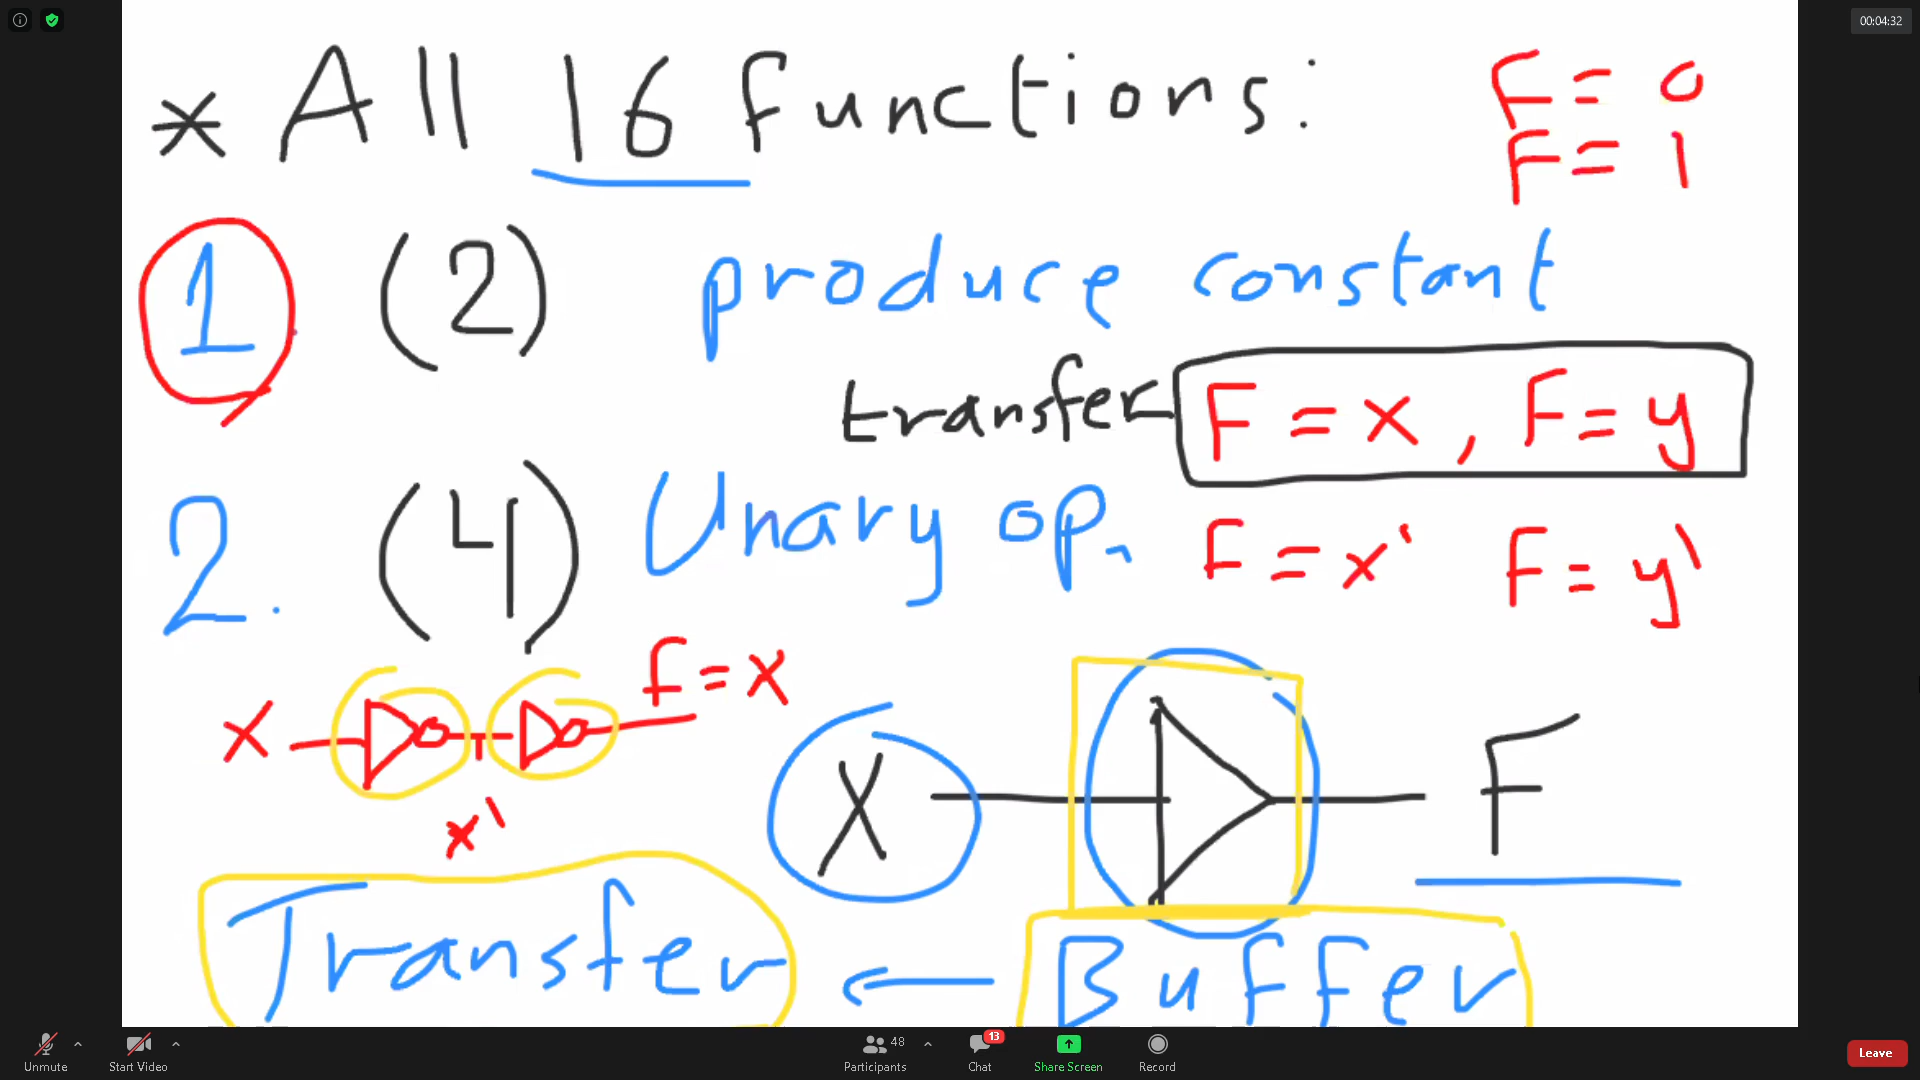 00:04:32
* All 16 functions:
F = 0
F = 1
1 (2) produce constant
transfer F = x , F = y
2. (4) Unary op. F = x' F = y'
x f = x
x'
X F
Transfer ← Buffer
Unmute
Start Video
48
Participants
13
Chat
Share Screen
Record
Leave